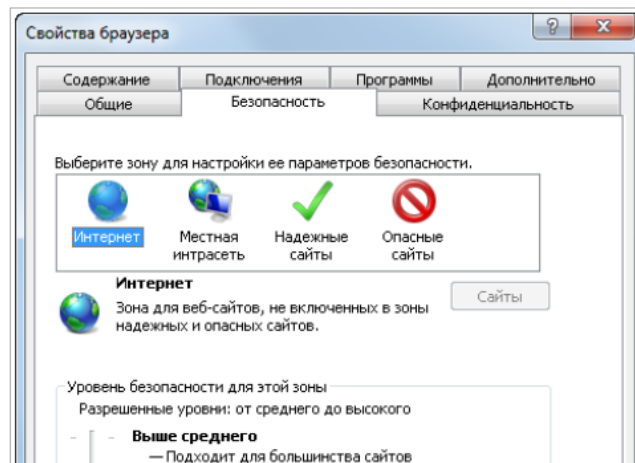 Свойства браузера
Содержание Подключения Программы Дополнительно
Общие Безопасность Конфиденциальность
Выберите зону для настройки ее параметров безопасности.
Интернет Местная интрасеть Надежные сайты Опасные сайты
Интернет
Сайты
Зона для веб-сайтов, не включенных в зоны
надежных и опасных сайтов.
Уровень безопасности для этой зоны
Разрешенные уровни: от среднего до высокого
Выше среднего
— Подходит для большинства сайтов